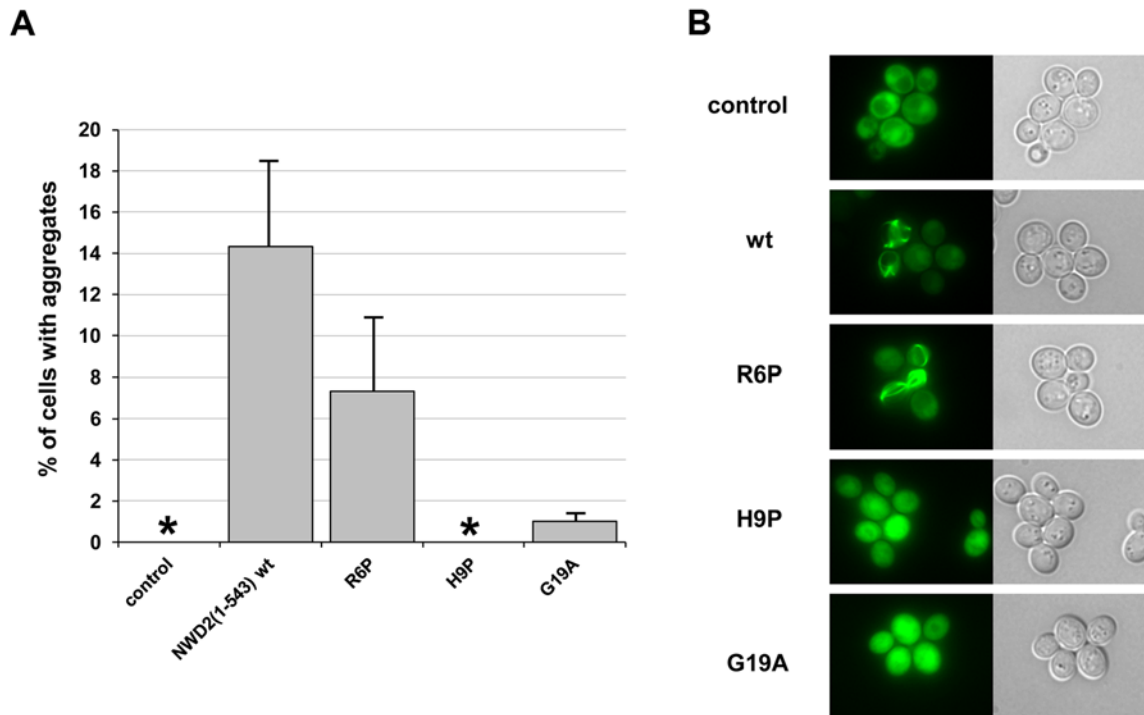 A
% of cells with aggregates
20
18
16
14
12
10
8
6
4
2
0
*
*
control
NWD2(1-543) wt
R6P
H9P
G19A
B
control
wt
R6P
H9P
G19A